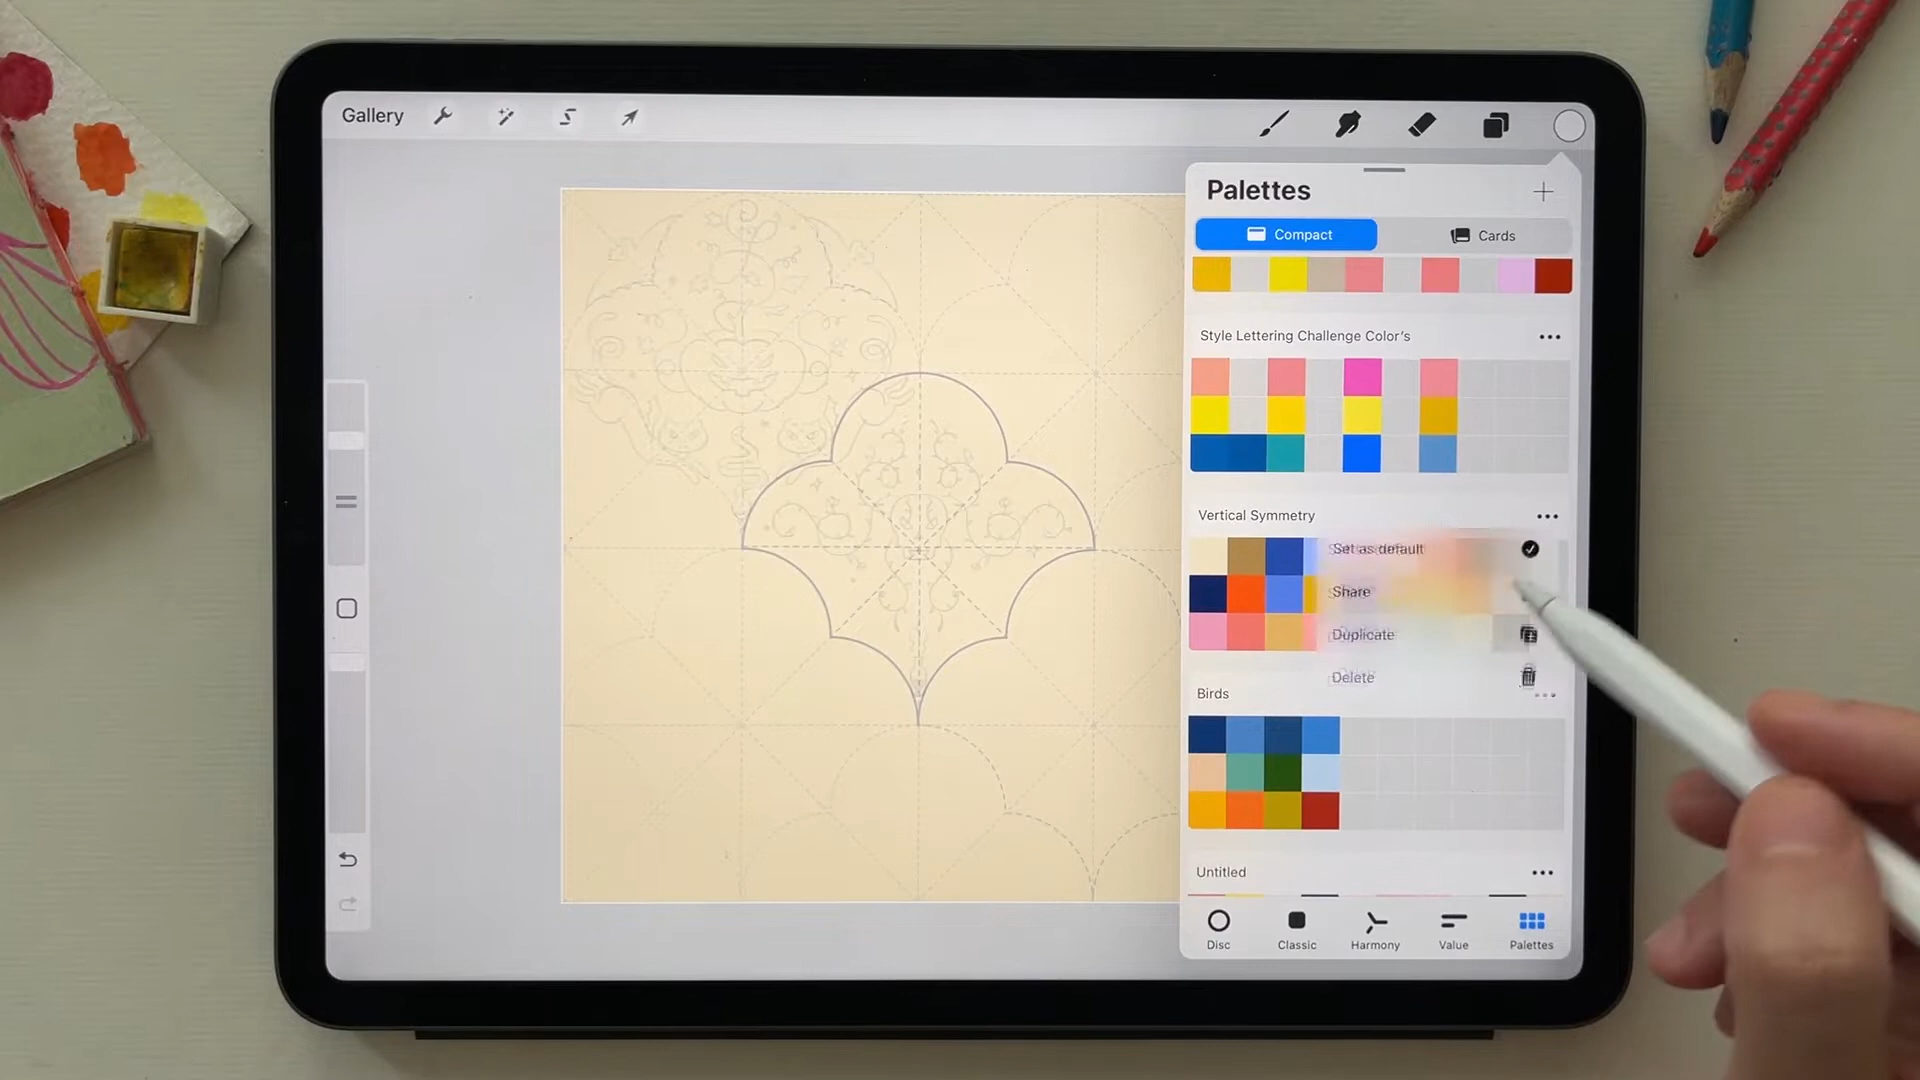 Gallery
Palettes
Compact
Cards
Style Lettering Challenge Color's
Vertical Symmetry
Set as default
Share
Duplicate
Delete
Birds
Untitled
Disc
Classic
Harmony
Value
Palettes